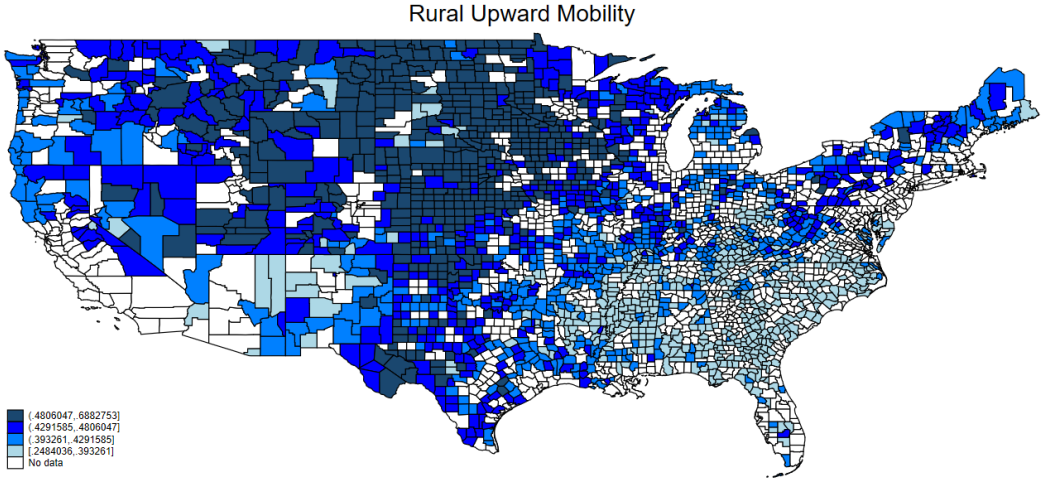 Rural Upward Mobility
(.4806047,.6882753]
(.4291585,.4806047]
(.393261,.4291585]
[.2484036,.393261]
No data